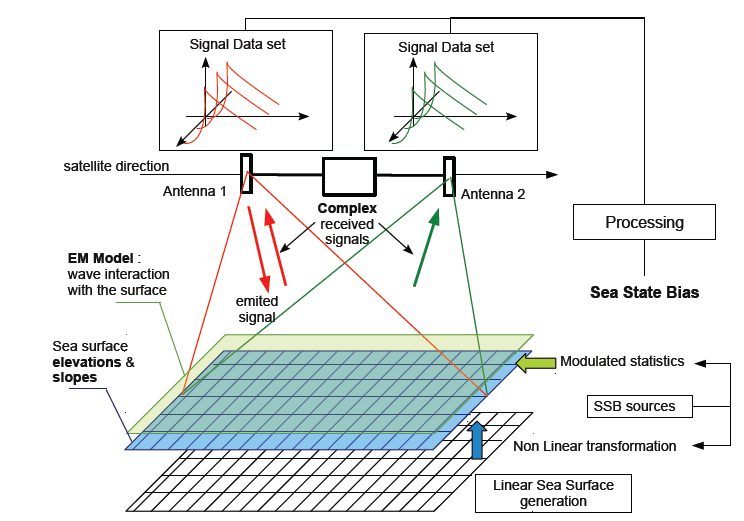 Signal Data set
Signal Data set
satellite direction
Antenna 1
Antenna 2
Complex
received
signals
Processing
Sea State Bias
EM Model :
wave interaction
with the surface
emited
signal
Sea surface
elevations &
slopes
Modulated statistics
SSB sources
Non Linear transformation
Linear Sea Surface
generation